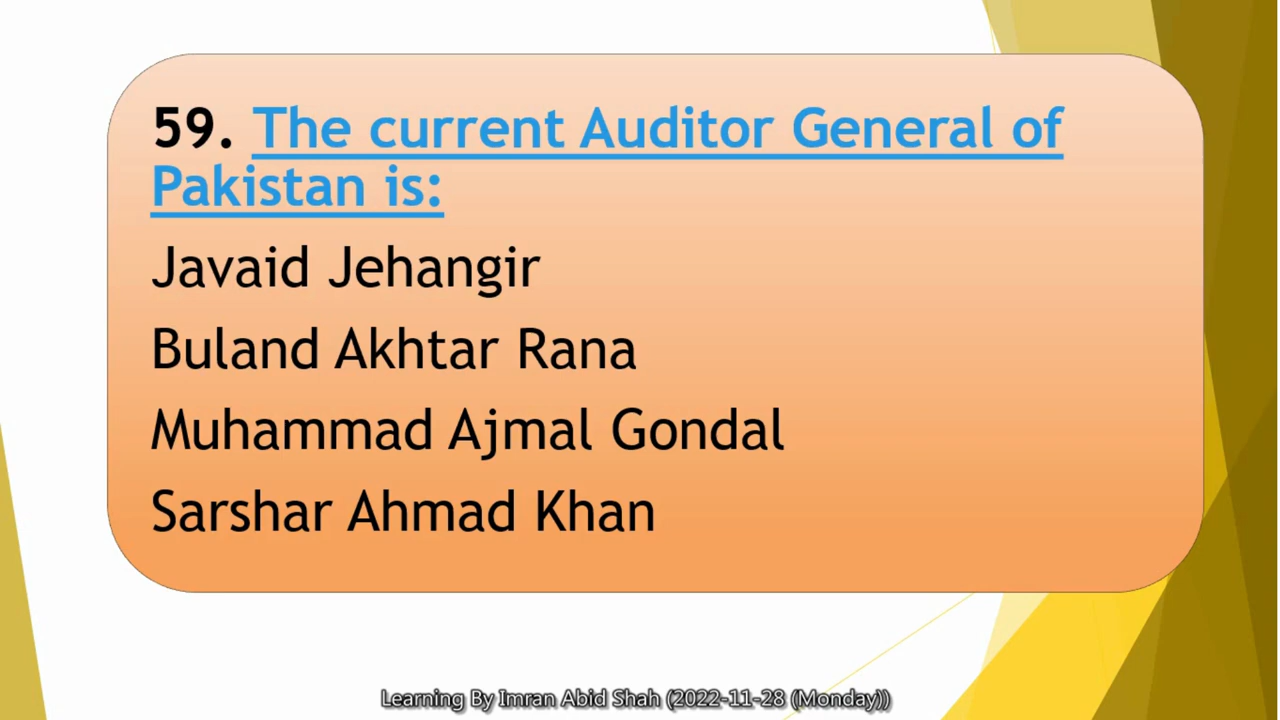 59. The current Auditor General of
Pakistan is:
Javaid Jehangir
Buland Akhtar Rana
Muhammad Ajmal Gondal
Sarshar Ahmad Khan
Learning By Imran Abid Shah (2022-11-28 (Monday))